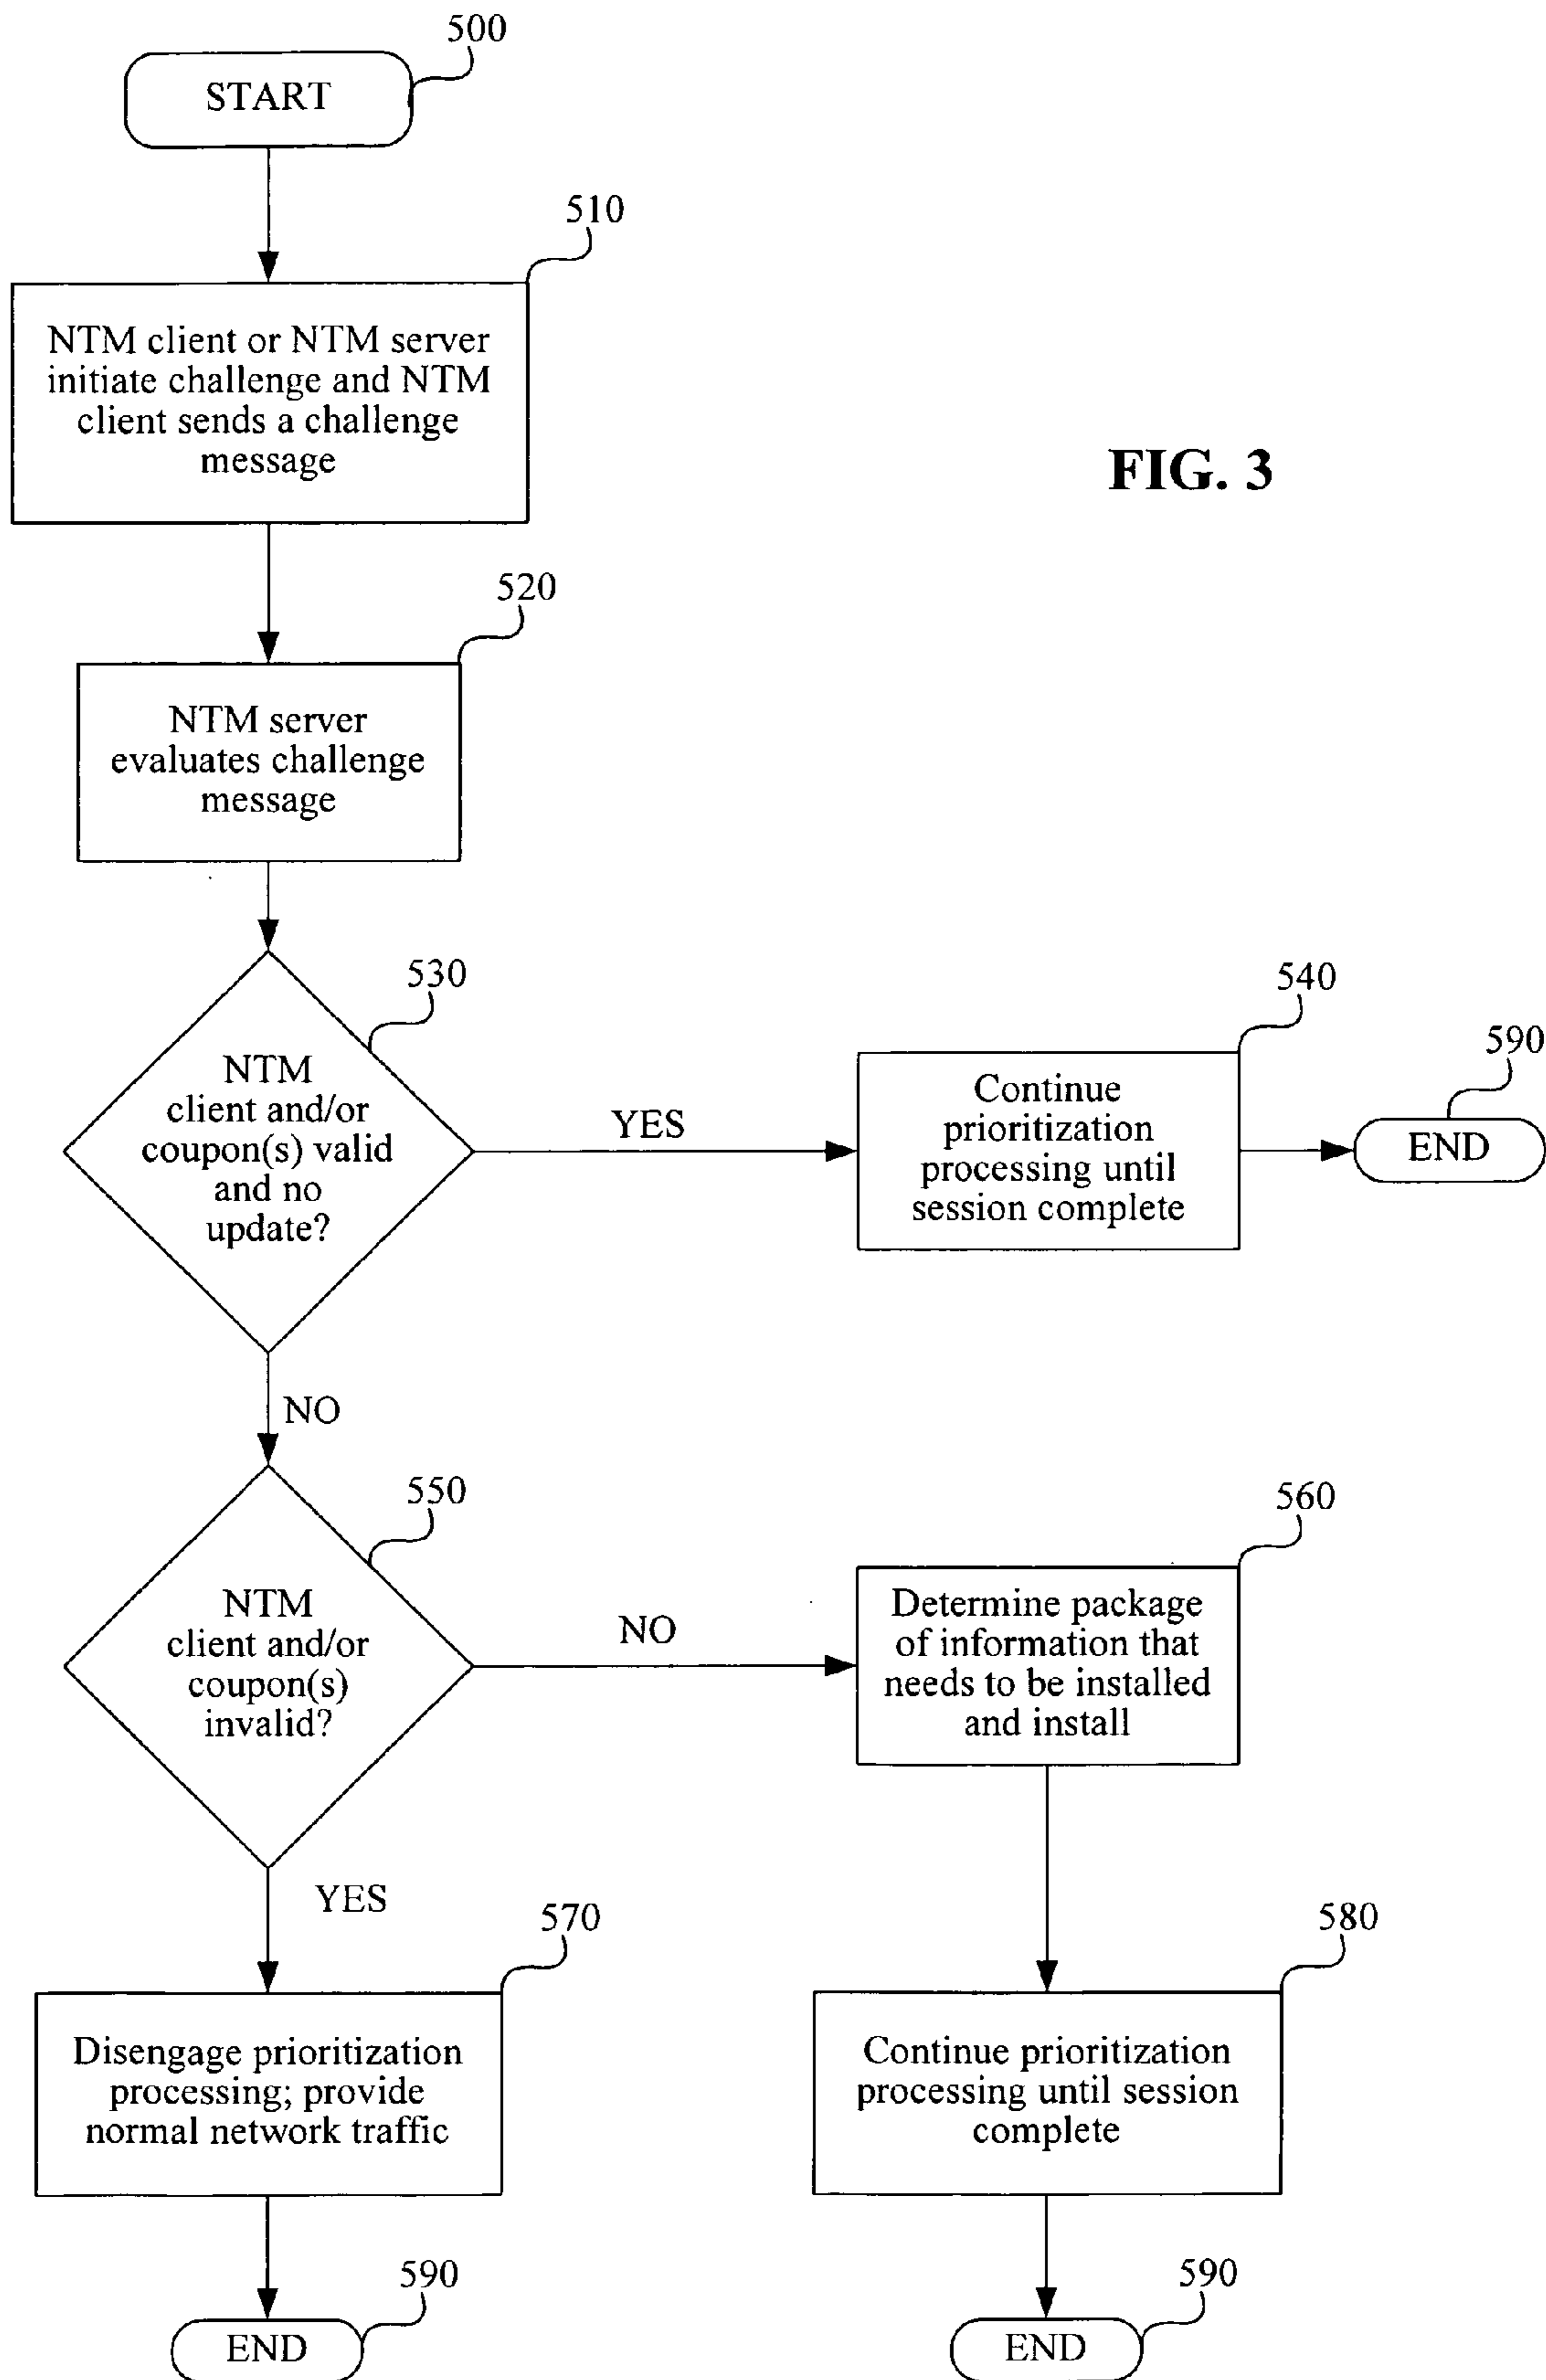 500
START
510
NTM client or NTM server
initiate challenge and NTM
client sends a challenge
message
FIG. 3
520
NTM server
evaluates challenge
message
530
NTM
client and/or
coupon(s) valid
and no
update?
YES
540
Continue
prioritization
processing until
session complete
590
END
NO
550
NTM
client and/or
coupon(s)
invalid?
NO
560
Determine package
of information that
needs to be installed
and install
YES
570
Disengage prioritization
processing; provide
normal network traffic
580
Continue prioritization
processing until session
complete
590
END
590
END